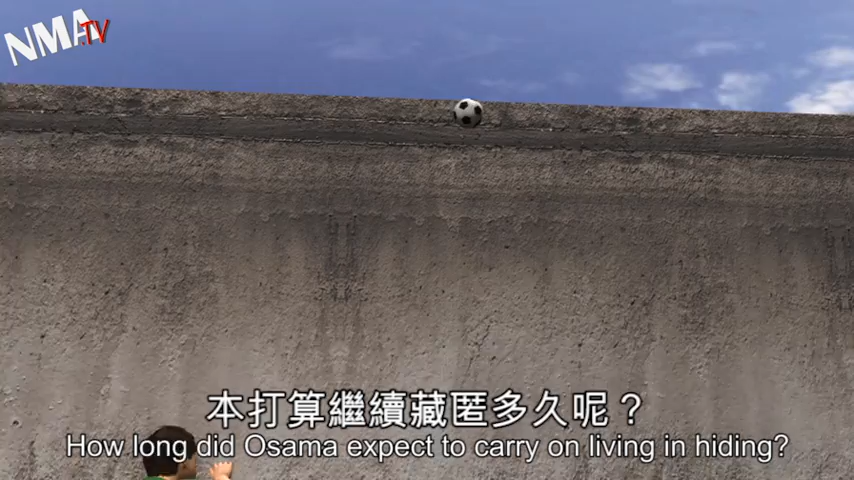 NMA.TV
本打算繼續藏匿多久呢？
How long did Osama expect to carry on living in hiding?